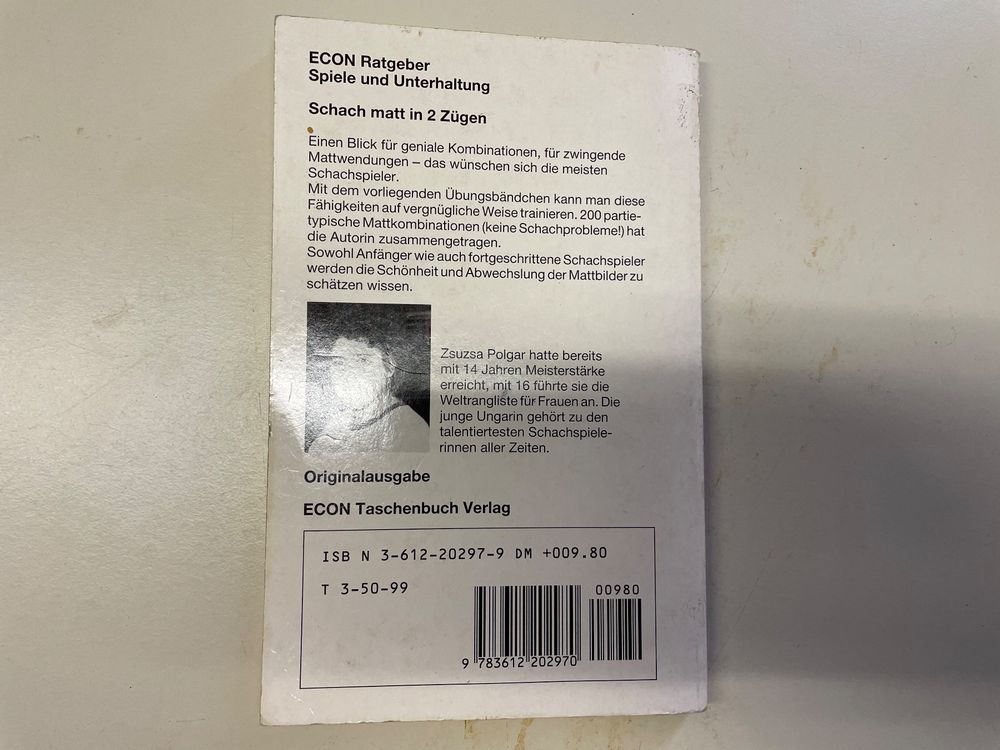 ECON Ratgeber
Spiele und Unterhaltung
Schach matt in 2 Zügen
Einen Blick für geniale Kombinationen, für zwingende
Mattwendungen – das wünschen sich die meisten
Schachspieler.
Mit dem vorliegenden Übungsbändchen kann man diese
Fähigkeiten auf vergnügliche Weise trainieren. 200 partie-
typische Mattkombinationen (keine Schachprobleme!) hat
die Autorin zusammengetragen.
Sowohl Anfänger wie auch fortgeschrittene Schachspieler
werden die Schönheit und Abwechslung der Mattbilder zu
schätzen wissen.
Zsuzsa Polgar hatte bereits
mit 14 Jahren Meisterstärke
erreicht, mit 16 führte sie die
Weltrangliste für Frauen an. Die
junge Ungarin gehört zu den
talentiertesten Schachspiele-
rinnen aller Zeiten.
Originalausgabe
ECON Taschenbuch Verlag
ISB N 3-612-20297-9 DM +009.80
T 3-50-99
00980
9 783612 202970